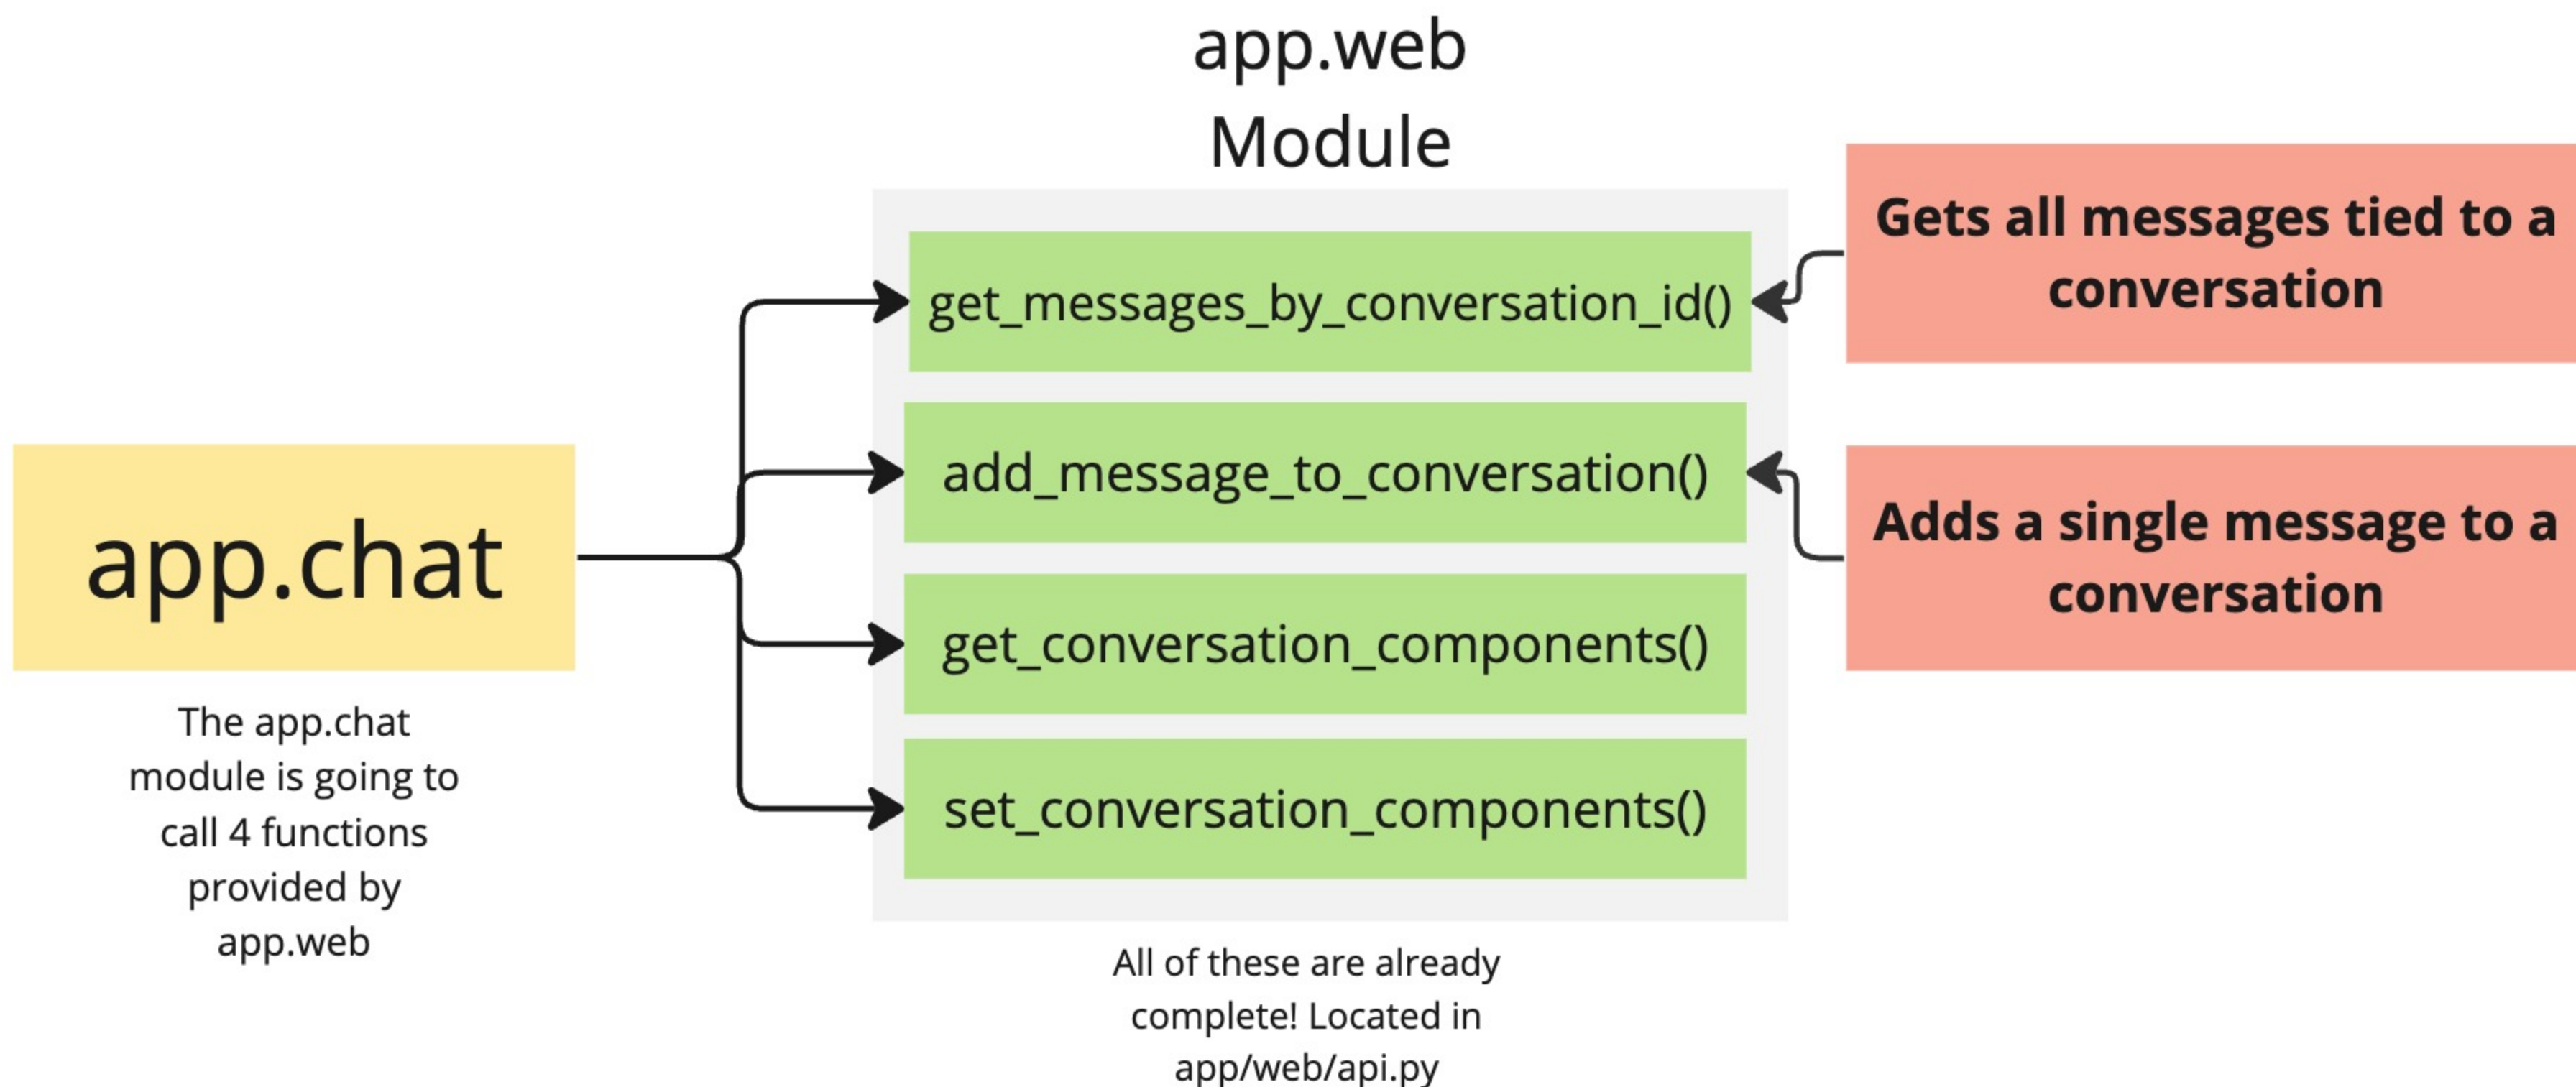 app.web
Module
get_messages_by_conversation_id()
Gets all messages tied to a
conversation
add_message_to_conversation()
Adds a single message to a
conversation
app.chat
get_conversation_components()
set_conversation_components()
The app.chat
module is going to
call 4 functions
provided by
app.web
All of these are already
complete! Located in
app/web/api.py